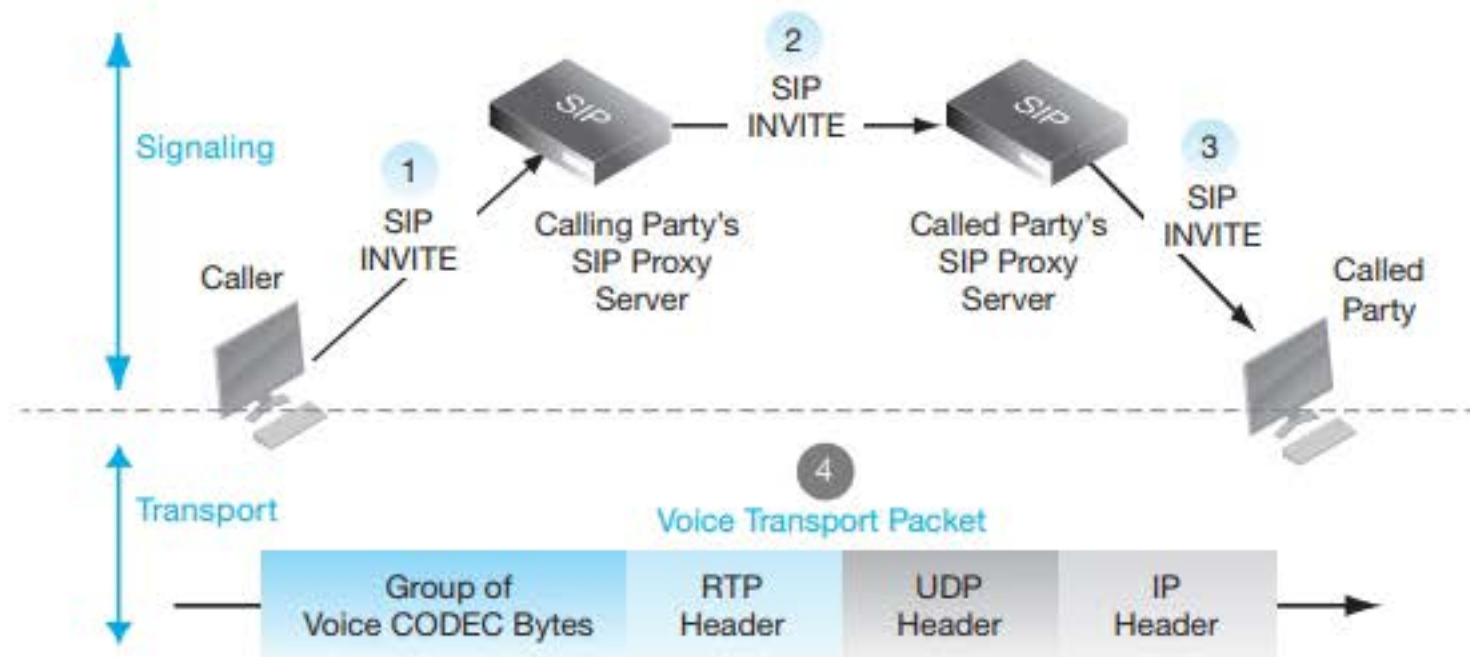 2
SIP
INVITE
SIP
SIP
Signaling
1
SIP
INVITE
3
SIP
INVITE
Calling Party's
SIP Proxy
Server
Called Party's
SIP Proxy
Server
Caller
Called
Party
4
Transport
Voice Transport Packet
Group of
Voice CODEC Bytes
RTP
Header
UDP
Header
IP
Header